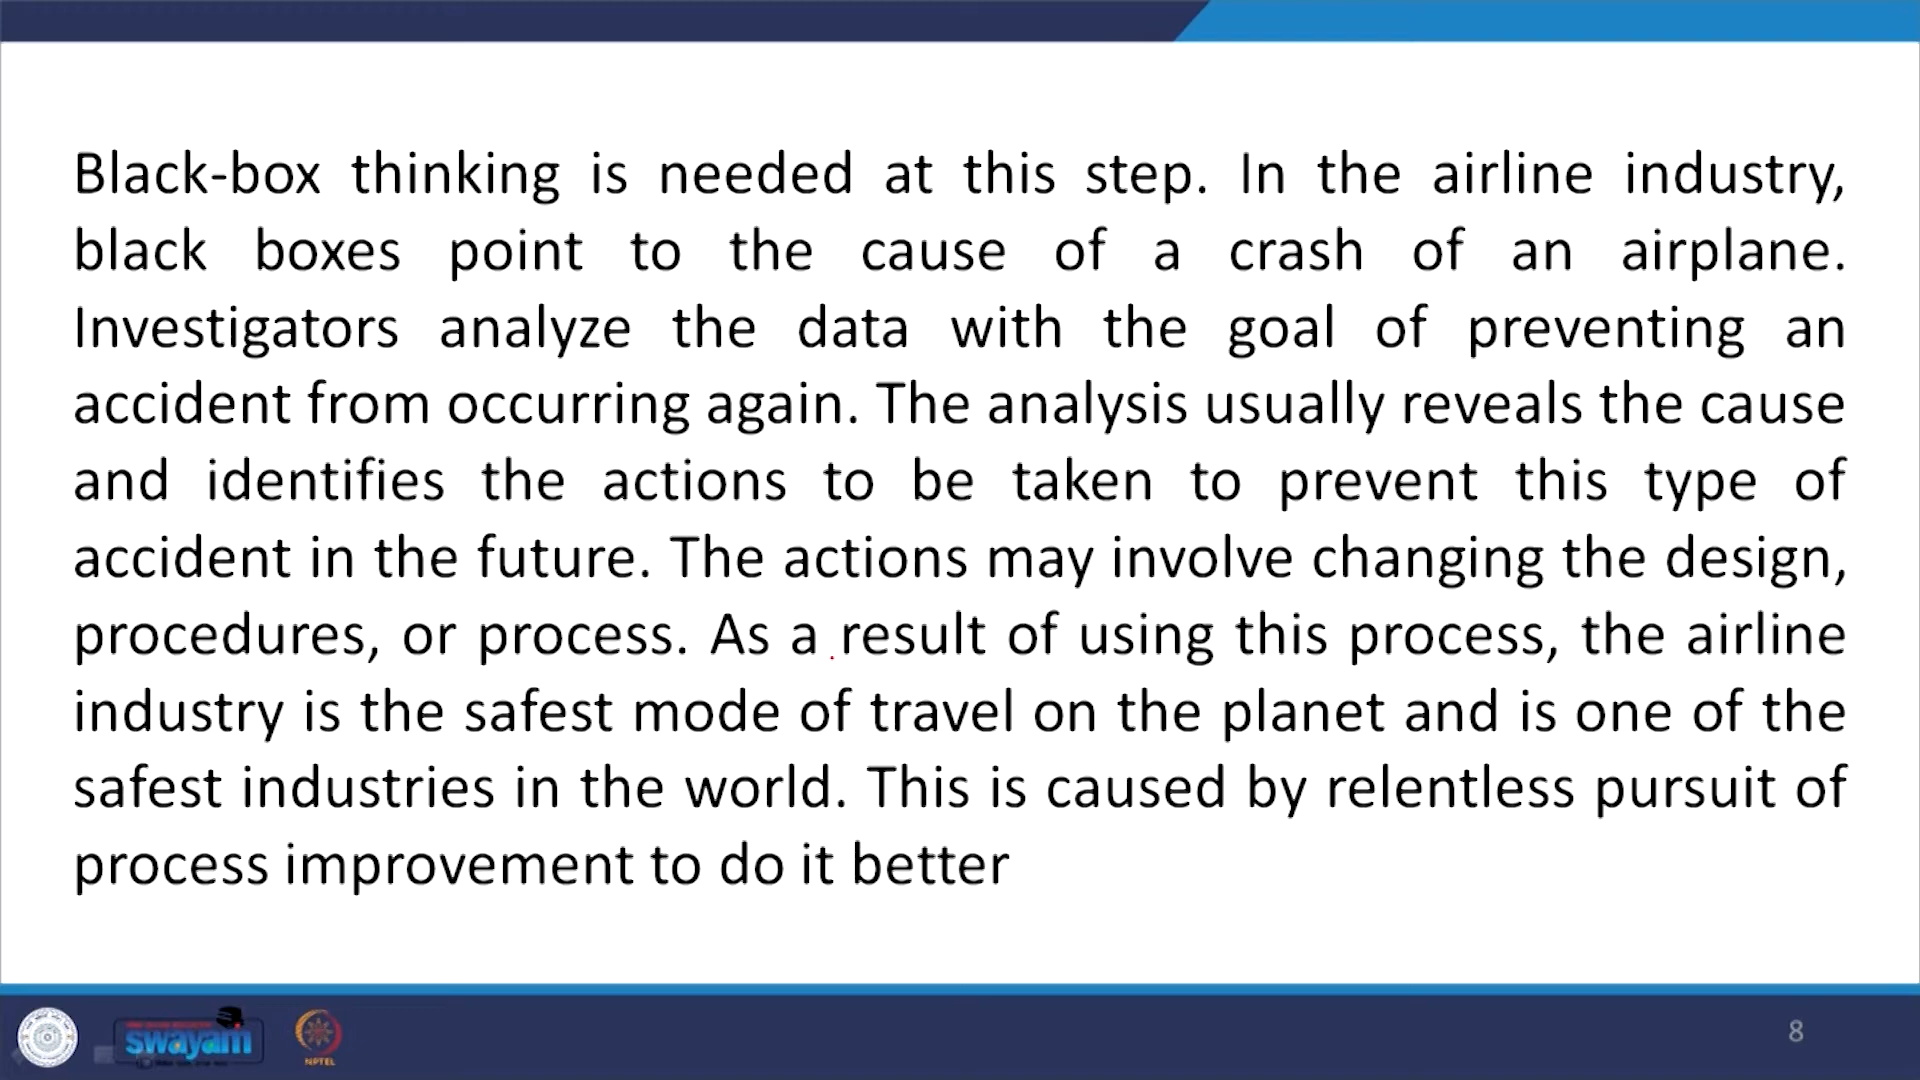 Black-box thinking is needed at this step. In the airline industry,
black boxes point to the cause of a crash of an airplane.
Investigators analyze the data with the goal of preventing an
accident from occurring again. The analysis usually reveals the cause
and identifies the actions to be taken to prevent this type of
accident in the future. The actions may involve changing the design,
procedures, or process. As a result of using this process, the airline
industry is the safest mode of travel on the planet and is one of the
safest industries in the world. This is caused by relentless pursuit of
process improvement to do it better
swayam
NPTEL
8